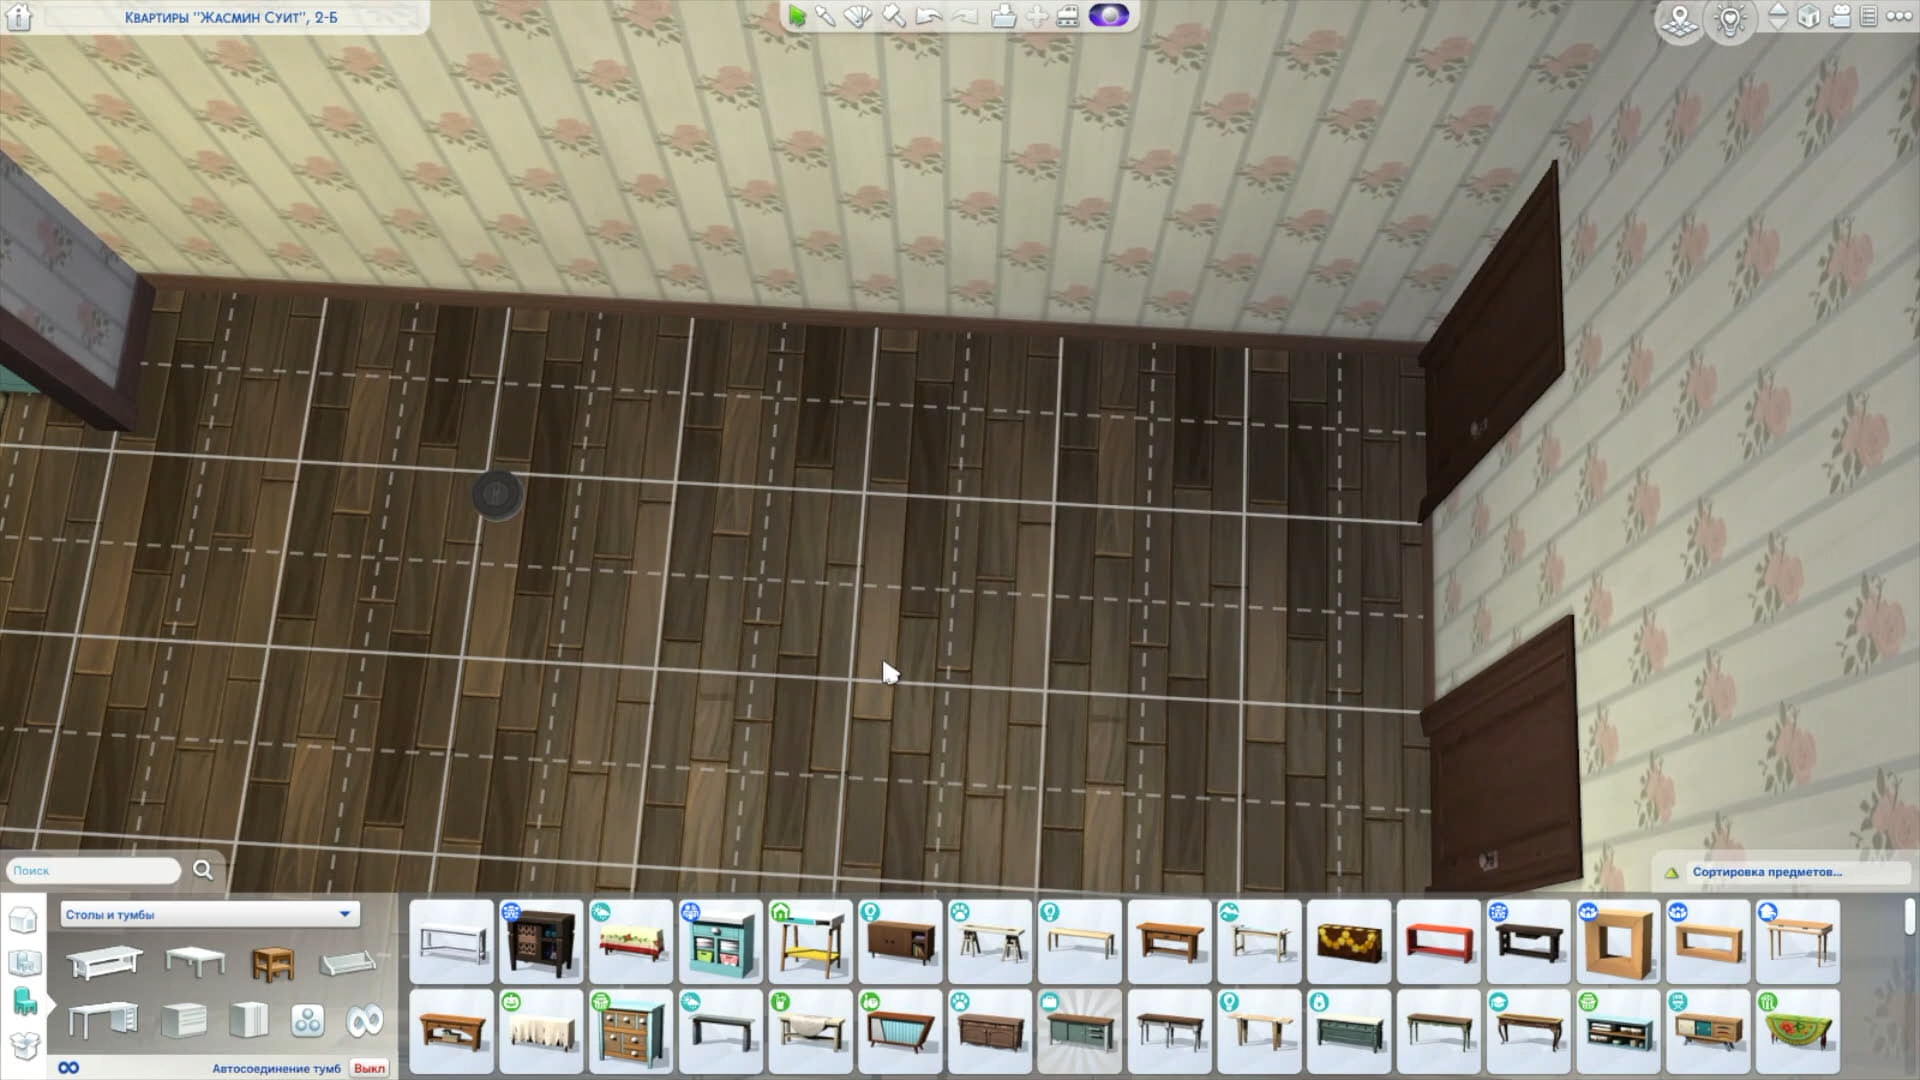 Квартиры "Жасмин Суит", 2-Б
Поиск
Сортировка предметов...
Столы и тумбы
Автосоединение тумб Выкл